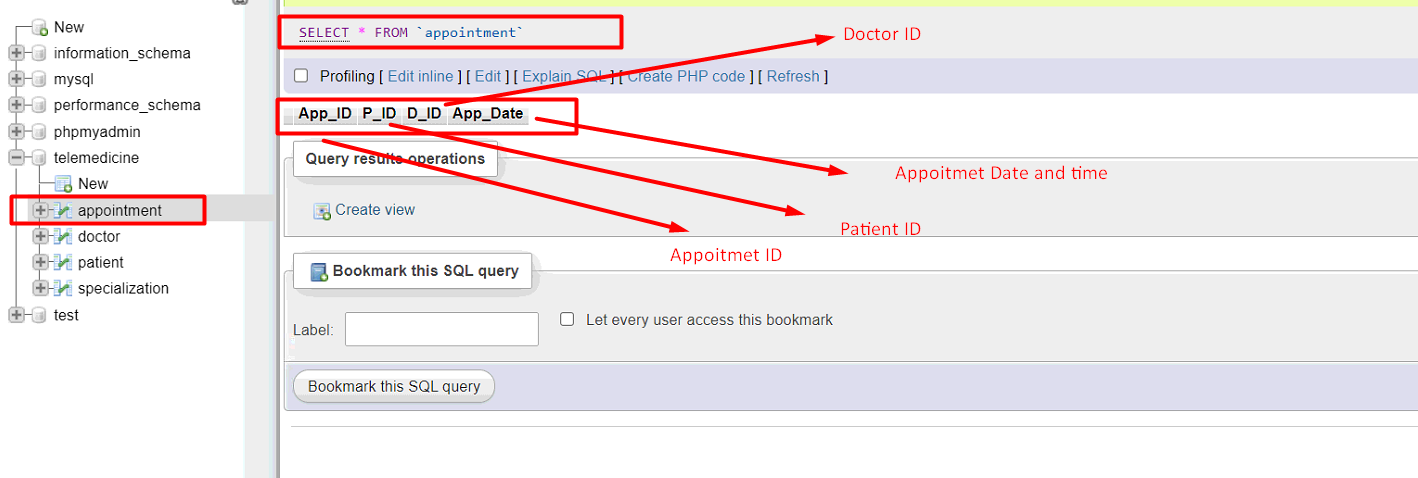 New
information_schema
mysql
performance_schema
phpmyadmin
telemedicine
New
appointment
doctor
patient
specialization
test
SELECT * FROM `appointment`
Doctor ID
Profiling [ Edit inline ] [ Edit ] [ Explain SQL ] [ Create PHP code ] [ Refresh ]
App_ID P_ID D_ID App_Date
Query results operations
Appoitmet Date and time
Create view
Patient ID
Appoitmet ID
Bookmark this SQL query
Label:
Let every user access this bookmark
Bookmark this SQL query